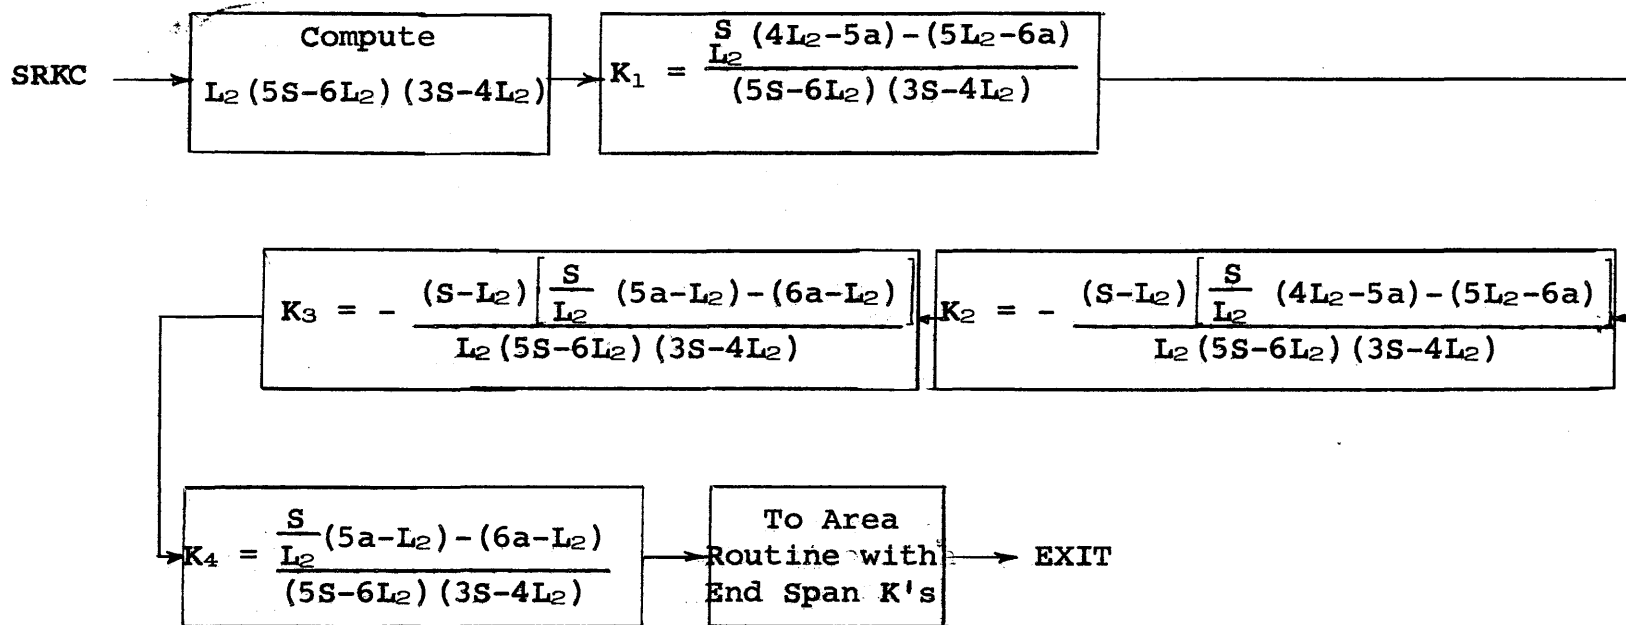 SRKC
Compute
L₂(5S-6L₂)(3S-4L₂)
K₁ = S/L₂ (4L₂-5a)-(5L₂-6a) / (5S-6L₂)(3S-4L₂)
K₂ = - (S-L₂)[S/L₂ (4L₂-5a)-(5L₂-6a)] / L₂(5S-6L₂)(3S-4L₂)
K₃ = - (S-L₂)[S/L₂ (5a-L₂)-(6a-L₂)] / L₂(5S-6L₂)(3S-4L₂)
K₄ = S/L₂(5a-L₂)-(6a-L₂) / (5S-6L₂)(3S-4L₂)
To Area
Routine with
End Span K's
EXIT